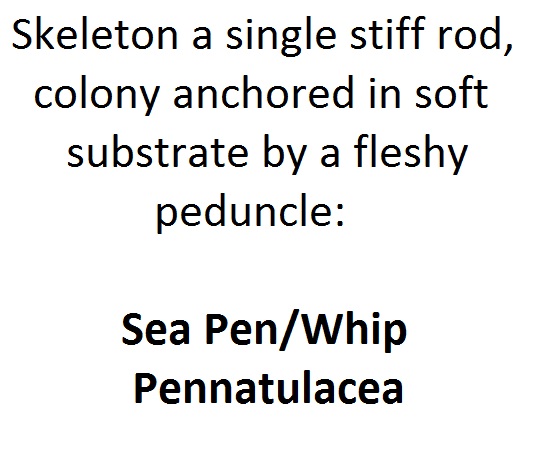 Skeleton a single stiff rod,
colony anchored in soft
substrate by a fleshy
peduncle:
Sea Pen/Whip
Pennatulacea